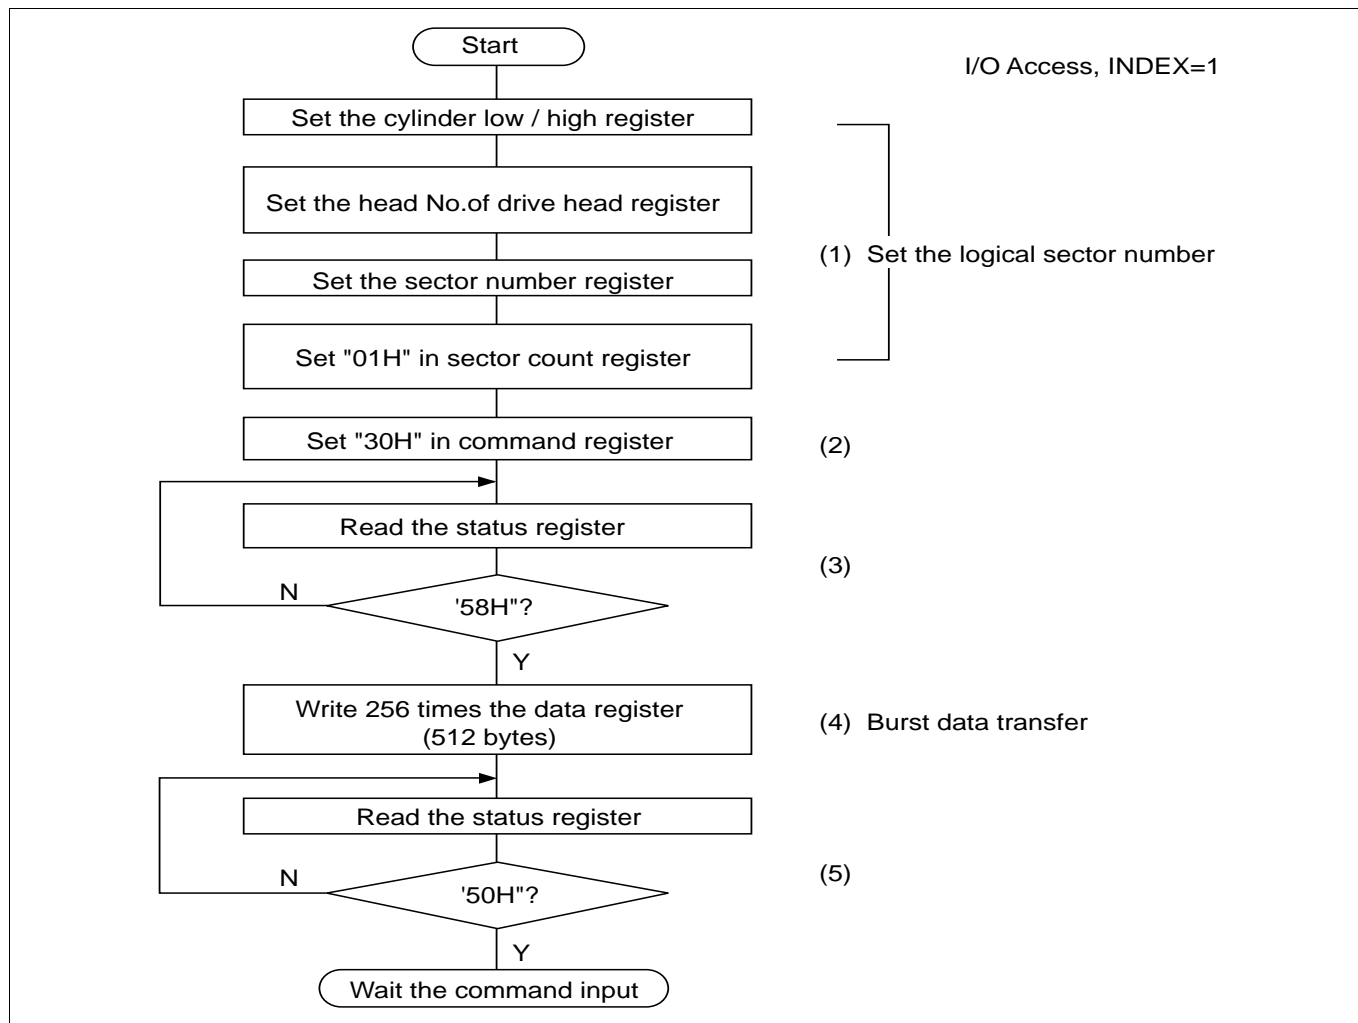 Start
I/O Access, INDEX=1
Set the cylinder low / high register
Set the head No.of drive head register
(1) Set the logical sector number
Set the sector number register
Set "01H" in sector count register
Set "30H" in command register
(2)
Read the status register
(3)
N
'58H"?
Y
Write 256 times the data register
(512 bytes)
(4) Burst data transfer
Read the status register
(5)
N
'50H"?
Y
Wait the command input